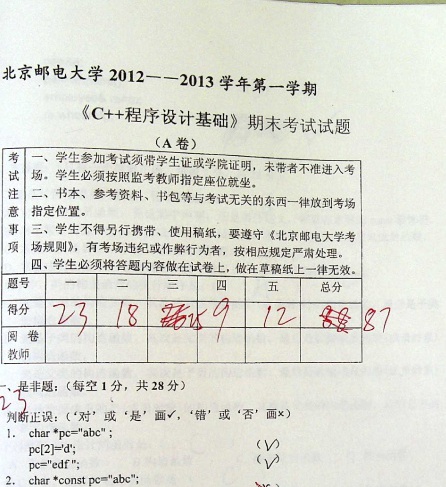 北京邮电大学 2012——2013 学年第一学期
《C++程序设计基础》期末考试试题
（A 卷）
考试注意事项
一、学生参加考试须带学生证或学院证明，未带者不准进入考
场。学生必须按照监考教师指定座位就坐。
二、书本、参考资料、书包等与考试无关的东西一律放到考场
指定位置。
三、学生不得另行携带、使用稿纸，要遵守《北京邮电大学考
场规则》，有考场违纪或作弊行为者，按相应规定严肃处理。
四、学生必须将答题内容做在试卷上，做在草稿纸上一律无效。
题号 一 二 三 四 五 总分
得分 23 18 25 9 12 87
阅卷
教师
一、是非题：（每空 1 分，共 28 分）
23
判断正误：（‘对’或‘是’画✓，‘错’或‘否’画×）
1. char *pc="abc" ;
pc[2]='d'; (✓)
pc="edf "; (✓)
2. char *const pc="abc";